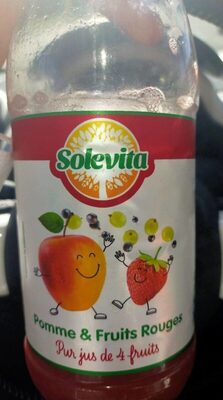 Solevita
Pomme & Fruits Rouges
Pur jus de 4 fruits